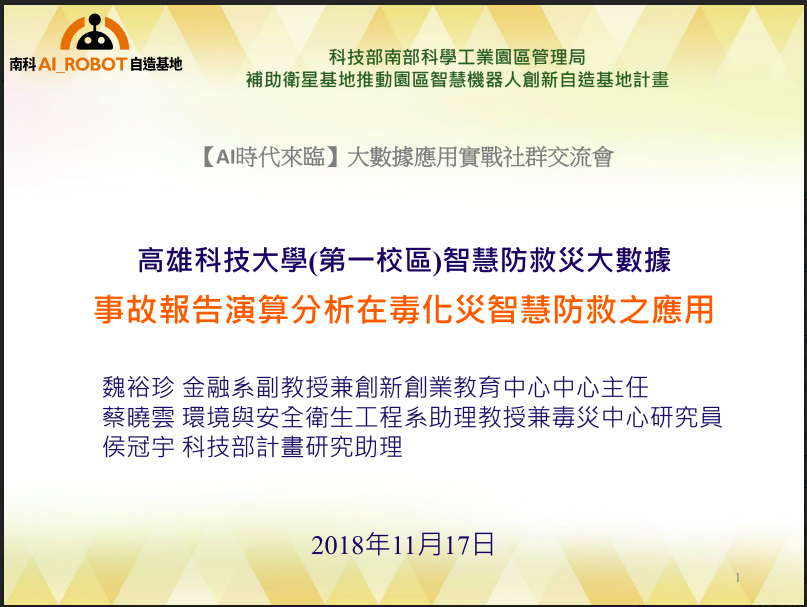 南科AI_ROBOT自造基地
科技部南部科學工業園區管理局
補助衛星基地推動園區智慧機器人創新自造基地計畫
【AI時代來臨】大數據應用實戰社群交流會
高雄科技大學(第一校區)智慧防救災大數據
事故報告演算分析在毒化災智慧防救之應用
魏裕珍 金融系副教授兼創新創業教育中心中心主任
蔡曉雲 環境與安全衛生工程系助理教授兼毒災中心研究員
侯冠宇 科技部計畫研究助理
2018年11月17日
1